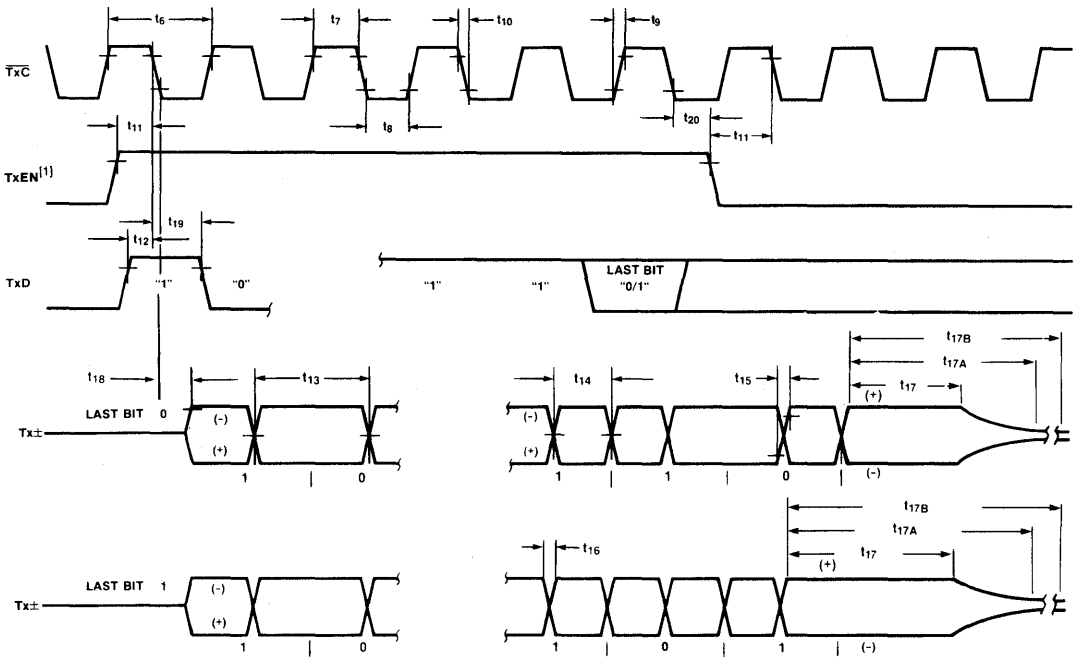 t6 t7 t10 t9
TxC
t11 t8 t20 t11
TxEN[1]
t19
t12
TxD "1" "0" "1" "1" LAST BIT "0/1"
t17B
t17A
t18 t13 t14 t15 t17
LAST BIT 0 (-) (-) (+)
Tx±
(+) (+)
1 | 0 1 | 1 | 0 | (-)
t17B
t17A
t16 t17
(+)
LAST BIT 1 (-)
Tx±
(+)
1 | 0 1 | 0 | 1 | (-)